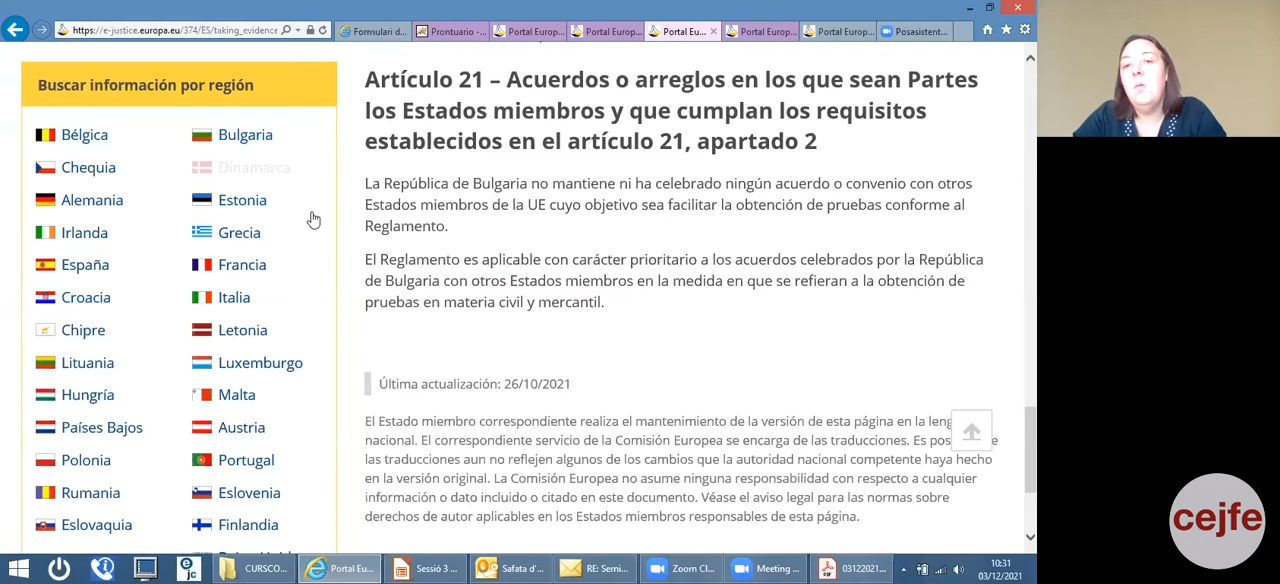 https://e-justice.europa.eu/374/ES/taking_evidence
Formulari d...
Prontuario -...
Portal Europ...
Portal Europ...
Portal Eu...
Portal Europ...
Portal Europ...
Posasistent...
Buscar información por región
Bélgica
Bulgaria
Chequia
Dinamarca
Alemania
Estonia
Irlanda
Grecia
España
Francia
Croacia
Italia
Chipre
Letonia
Lituania
Luxemburgo
Hungría
Malta
Países Bajos
Austria
Polonia
Portugal
Rumania
Eslovenia
Eslovaquia
Finlandia
Artículo 21 – Acuerdos o arreglos en los que sean Partes
los Estados miembros y que cumplan los requisitos
establecidos en el artículo 21, apartado 2
La República de Bulgaria no mantiene ni ha celebrado ningún acuerdo o convenio con otros
Estados miembros de la UE cuyo objetivo sea facilitar la obtención de pruebas conforme al
Reglamento.
El Reglamento es aplicable con carácter prioritario a los acuerdos celebrados por la República
de Bulgaria con otros Estados miembros en la medida en que se refieran a la obtención de
pruebas en materia civil y mercantil.
Última actualización: 26/10/2021
El Estado miembro correspondiente realiza el mantenimiento de la versión de esta página en la leng
nacional. El correspondiente servicio de la Comisión Europea se encarga de las traducciones. Es pos e
las traducciones aun no reflejen algunos de los cambios que la autoridad nacional competente haya hecho
en la versión original. La Comisión Europea no asume ninguna responsabilidad con respecto a cualquier
información o dato incluido o citado en este documento. Véase el aviso legal para las normas sobre
derechos de autor aplicables en los Estados miembros responsables de esta página.
cejfe
e jc
CURSCO...
Portal Eu...
Sessió 3 ...
Safata d'...
RE: Semi...
Zoom Cl...
Meeting ...
03122021...
10:31
03/12/2021